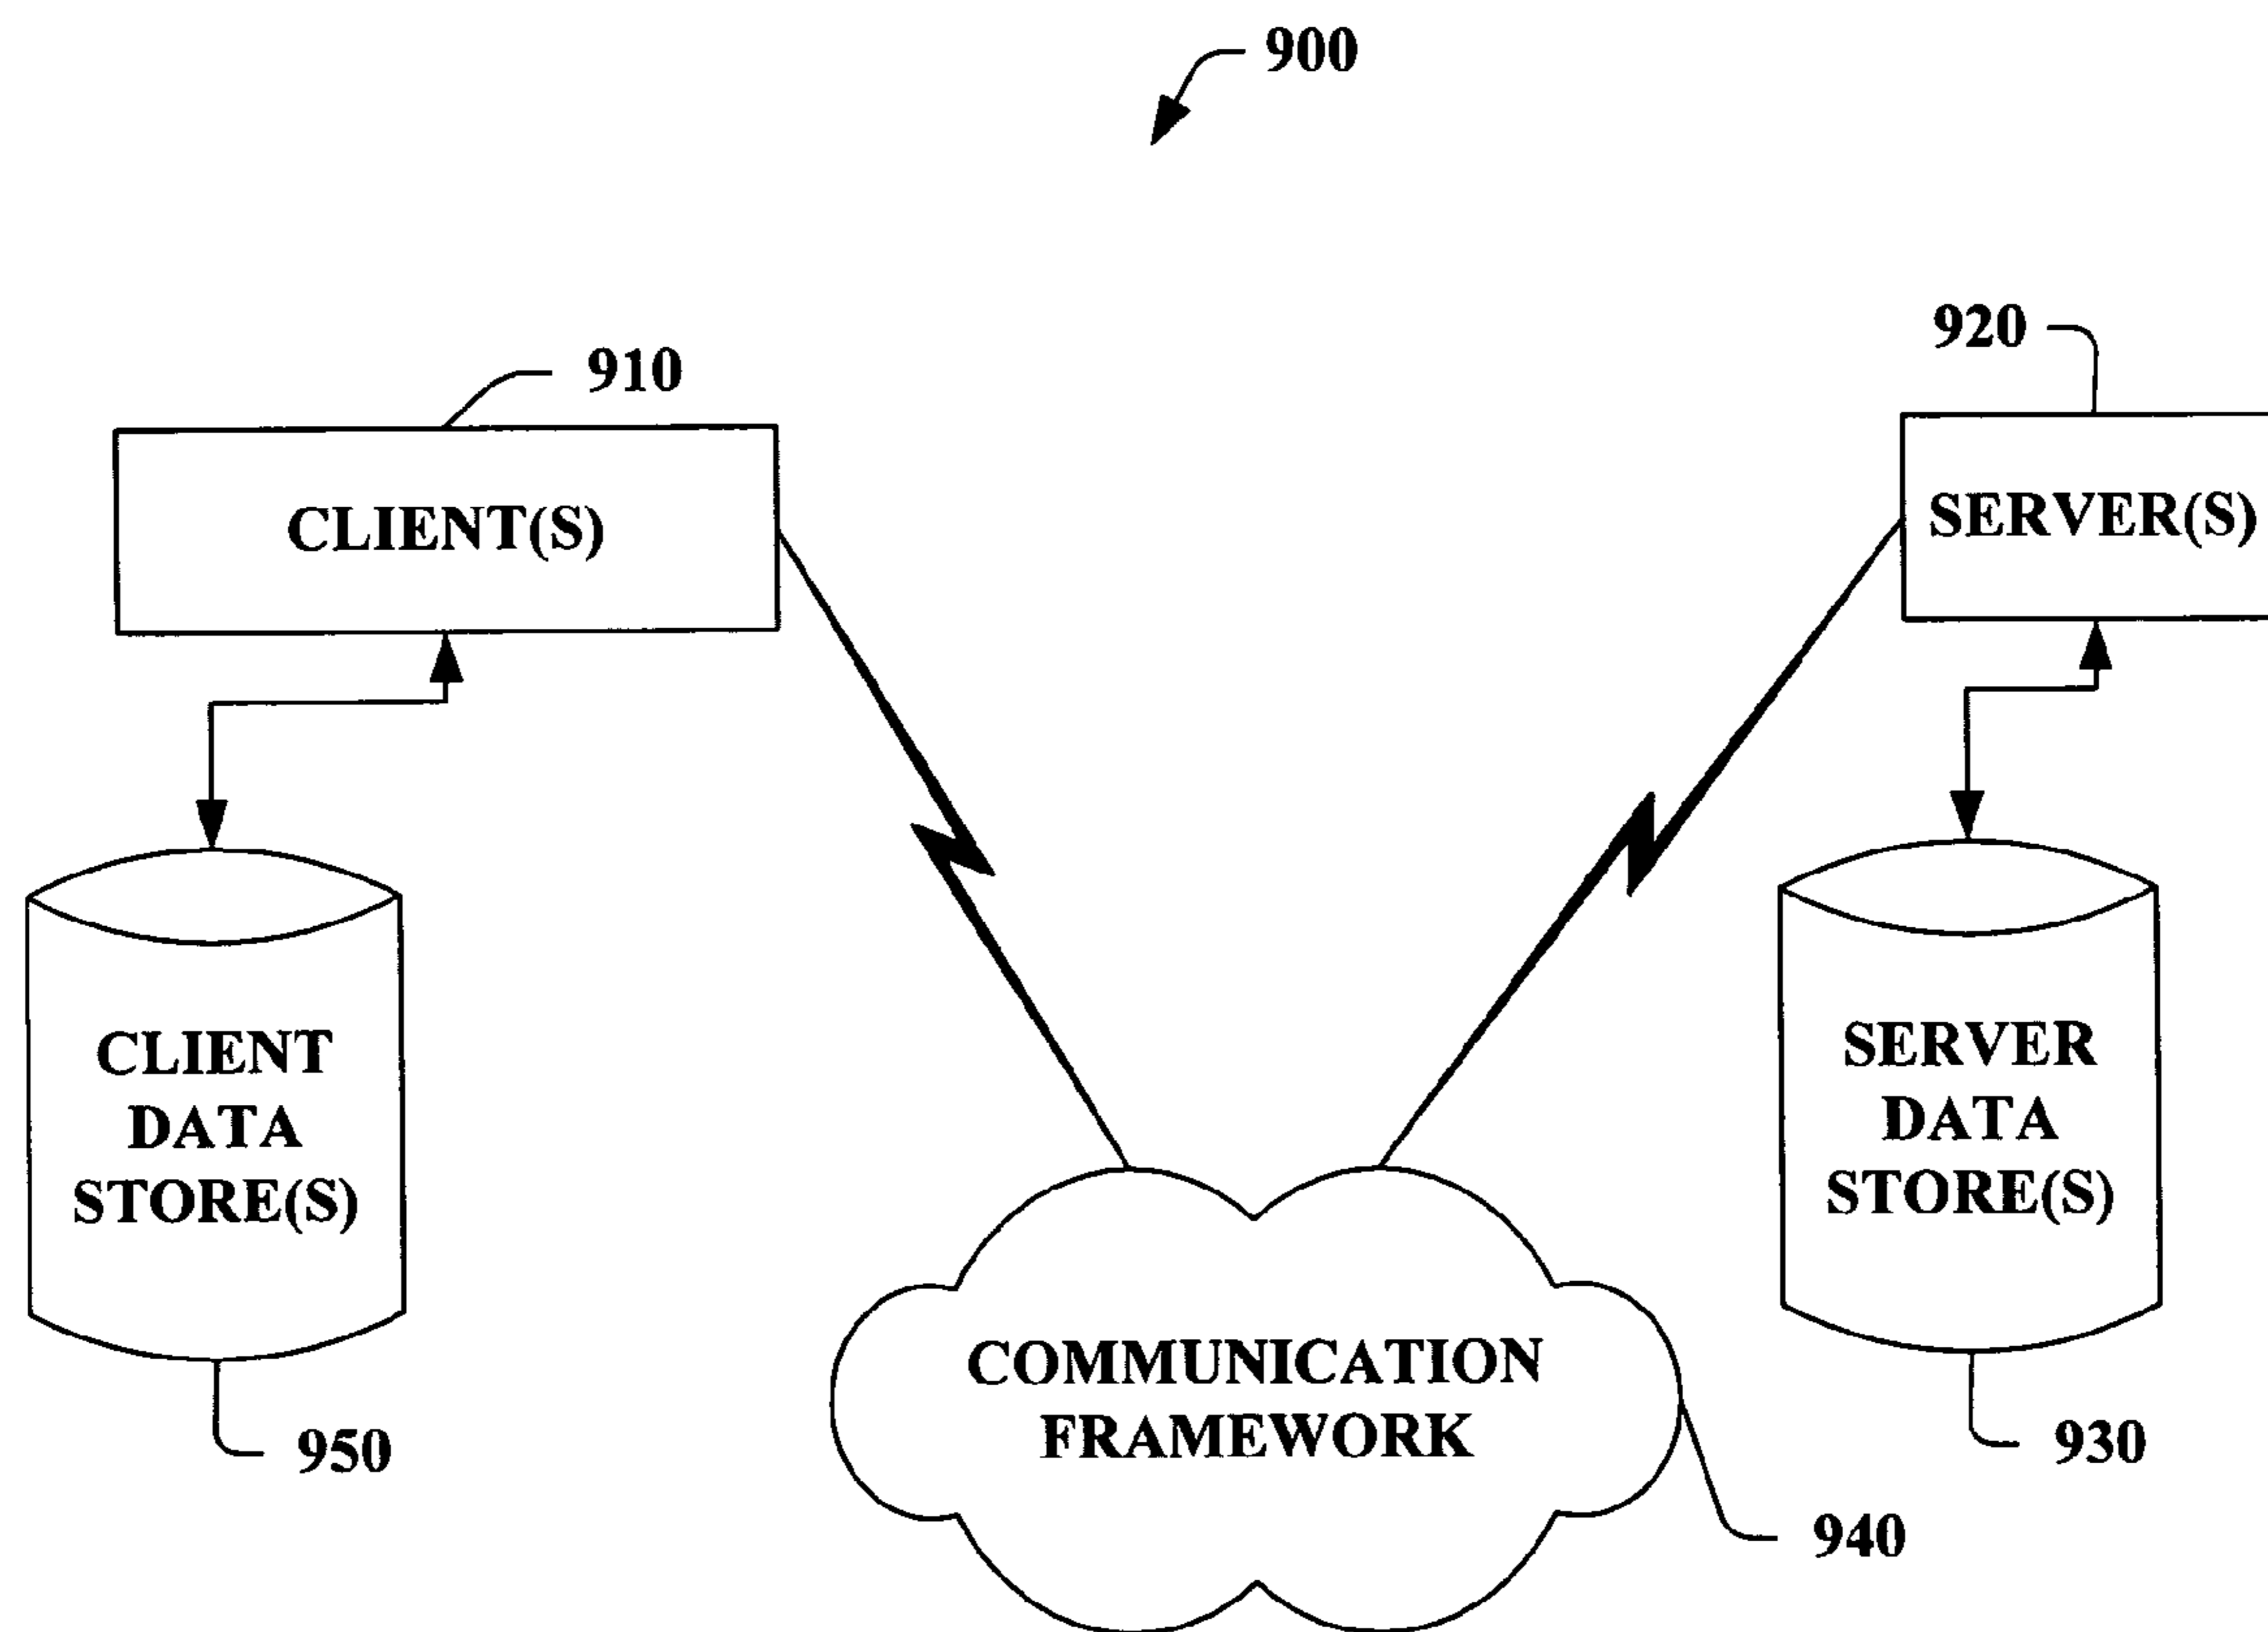 900
910
920
CLIENT(S)
SERVER(S)
CLIENT
DATA
STORE(S)
SERVER
DATA
STORE(S)
COMMUNICATION
FRAMEWORK
950
930
940